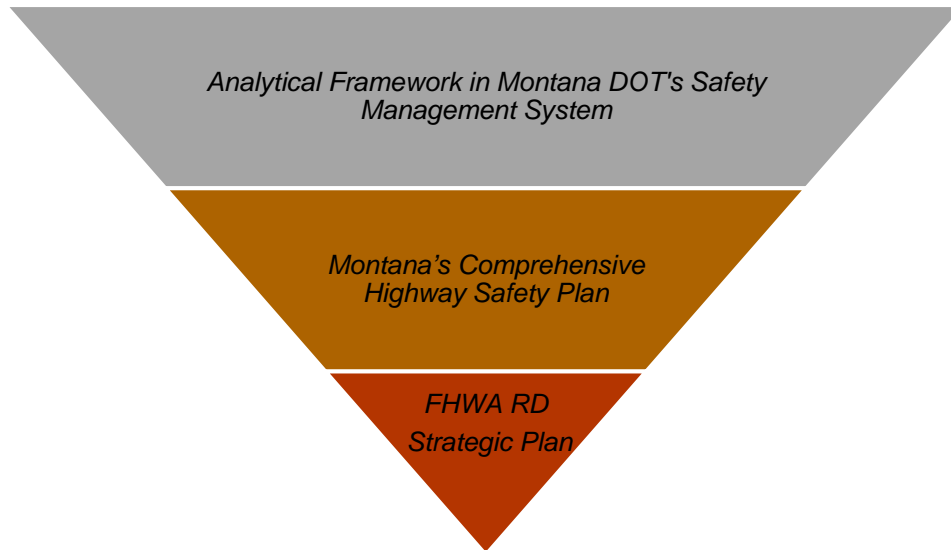 Analytical Framework in Montana DOT's Safety
Management System
Montana’s Comprehensive
Highway Safety Plan
FHWA RD
Strategic Plan